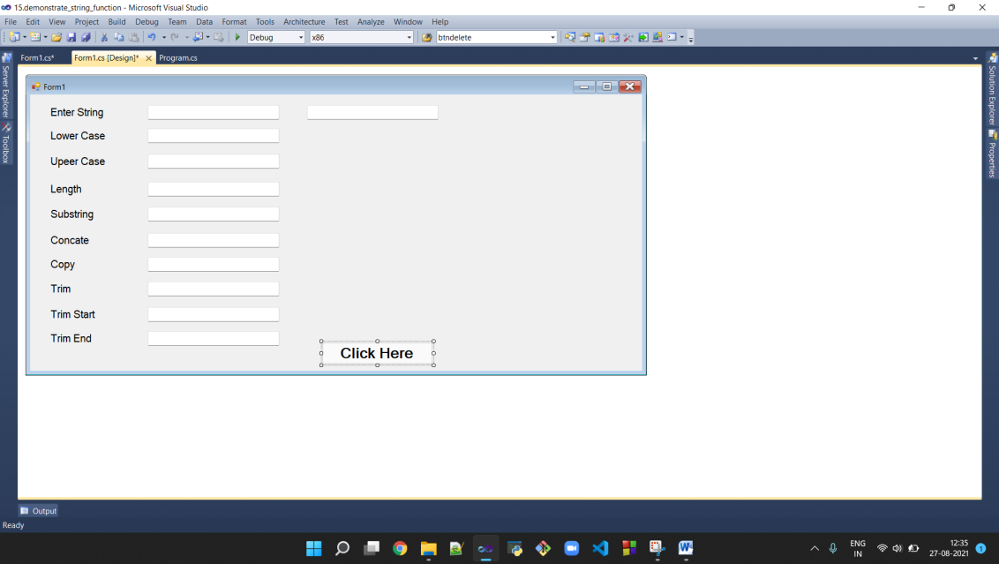 15.demonstrate_string_function - Microsoft Visual Studio
File Edit View Project Build Debug Team Data Format Tools Architecture Test Analyze Window Help
Debug x86 btndelete
Form1.cs* Form1.cs [Design]* Program.cs
Server Explorer
Toolbox
Solution Explorer
Properties
Form1
Enter String
Lower Case
Upeer Case
Length
Substring
Concate
Copy
Trim
Trim Start
Trim End
Click Here
Output
Ready
ENG 12:35
IN 27-08-2021 1